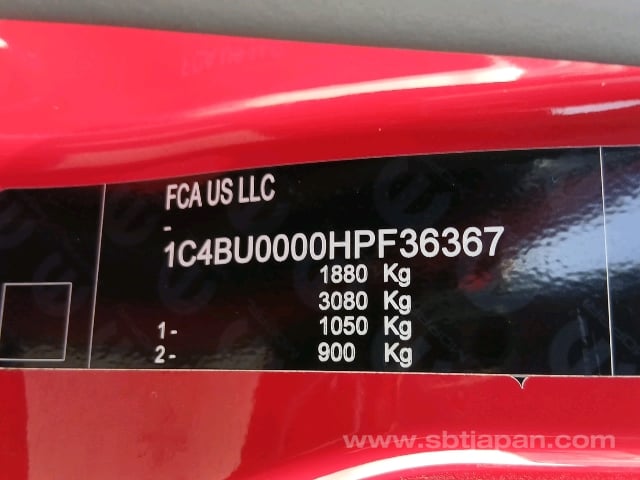 FCA US LLC
-
1C4BU0000HPF36367
1880 Kg
3080 Kg
1- 1050 Kg
2- 900 Kg
www.sbtjapan.com